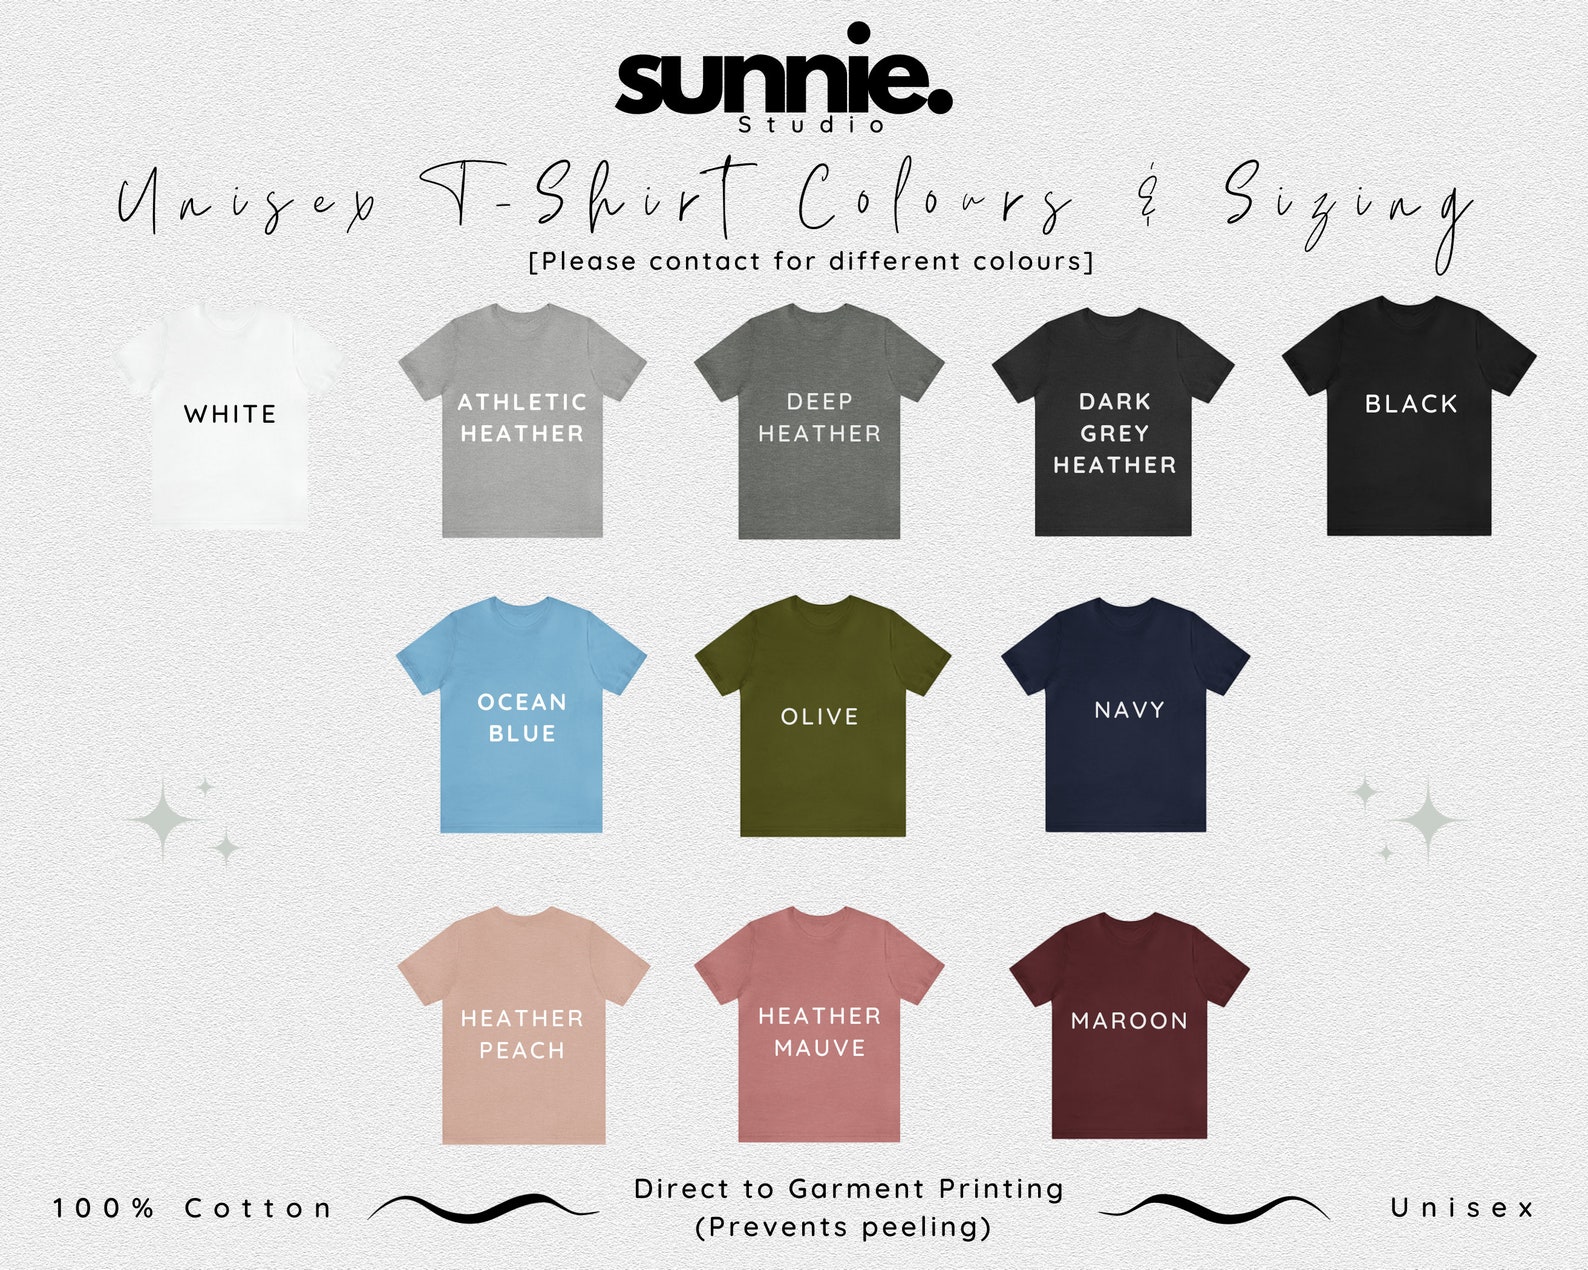 sunnie.
Studio
Unisex T-Shirt Colours & Sizing
[Please contact for different colours]
WHITE
ATHLETIC
HEATHER
DEEP
HEATHER
DARK
GREY
HEATHER
BLACK
OCEAN
BLUE
OLIVE
NAVY
HEATHER
PEACH
HEATHER
MAUVE
MAROON
100% Cotton
Direct to Garment Printing
(Prevents peeling)
Unisex